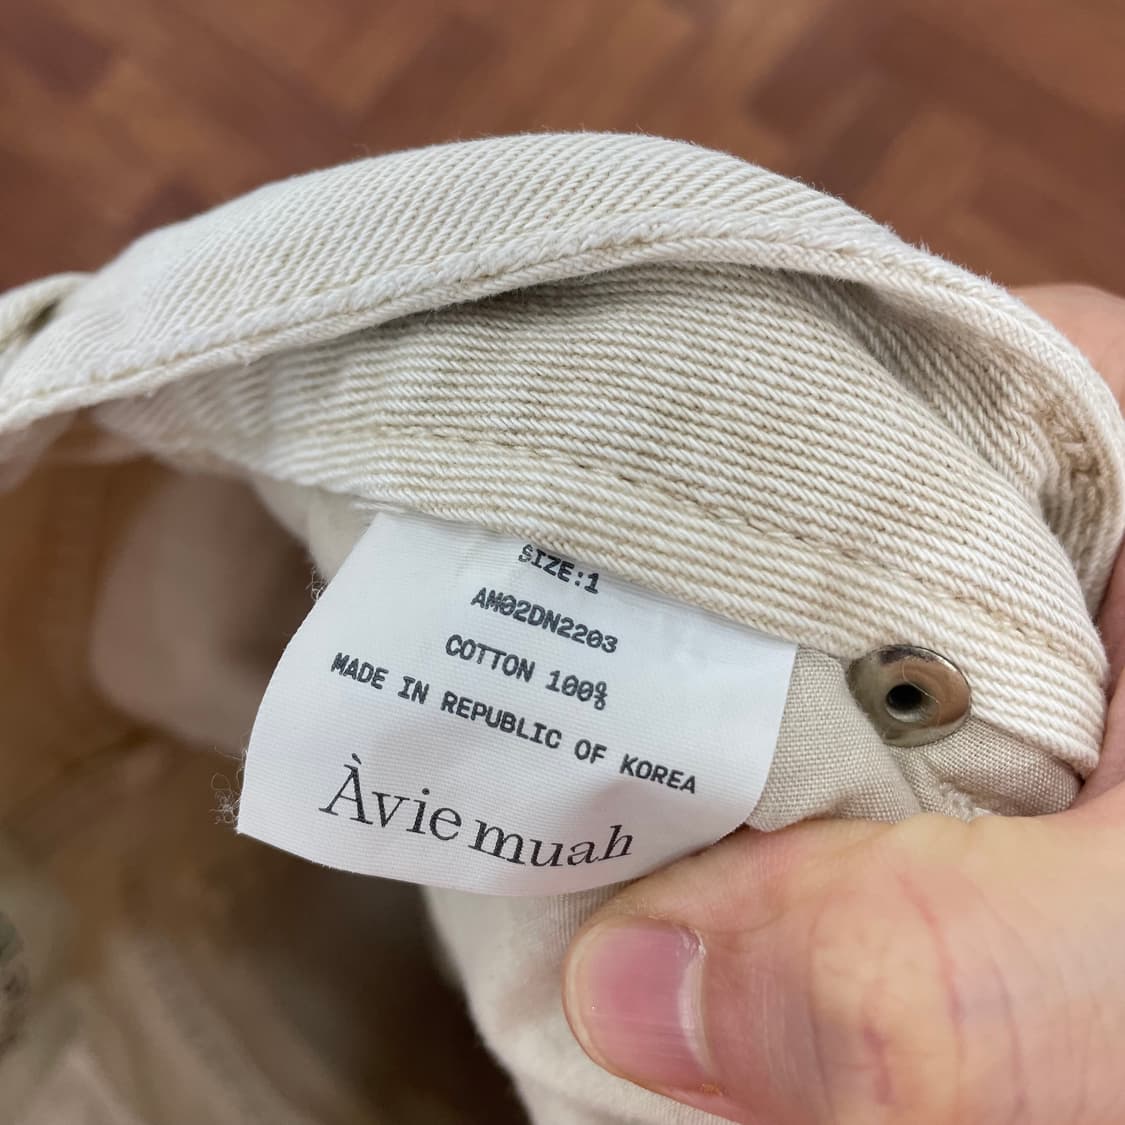 SIZE:1
AM02DN2203
COTTON 100%
MADE IN REPUBLIC OF KOREA
Àvie muah